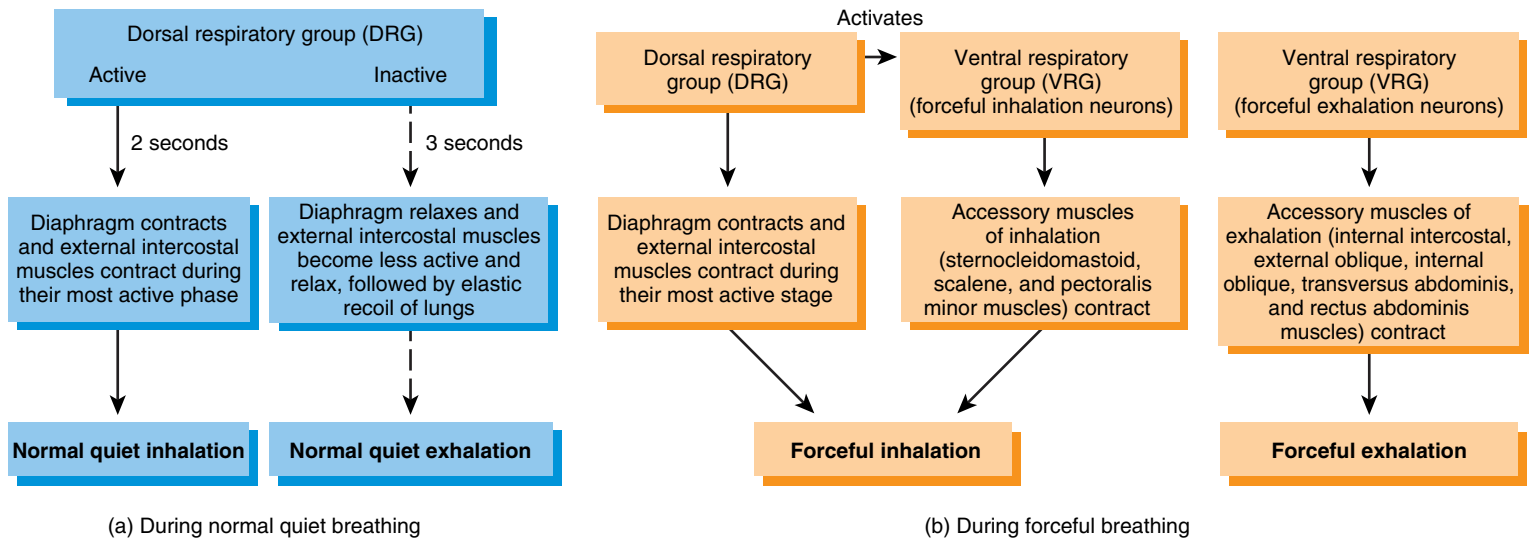 Dorsal respiratory group (DRG)
Active
Inactive
2 seconds
3 seconds
Diaphragm contracts
and external intercostal
muscles contract during
their most active phase
Diaphragm relaxes and
external intercostal muscles
become less active and
relax, followed by elastic
recoil of lungs
Normal quiet inhalation
Normal quiet exhalation
(a) During normal quiet breathing
Activates
Dorsal respiratory
group (DRG)
Ventral respiratory
group (VRG)
(forceful inhalation neurons)
Ventral respiratory
group (VRG)
(forceful exhalation neurons)
Diaphragm contracts and
external intercostal
muscles contract during
their most active stage
Accessory muscles
of inhalation
(sternocleidomastoid,
scalene, and pectoralis
minor muscles) contract
Accessory muscles of
exhalation (internal intercostal,
external oblique, internal
oblique, transversus abdominis,
and rectus abdominis
muscles) contract
Forceful inhalation
Forceful exhalation
(b) During forceful breathing